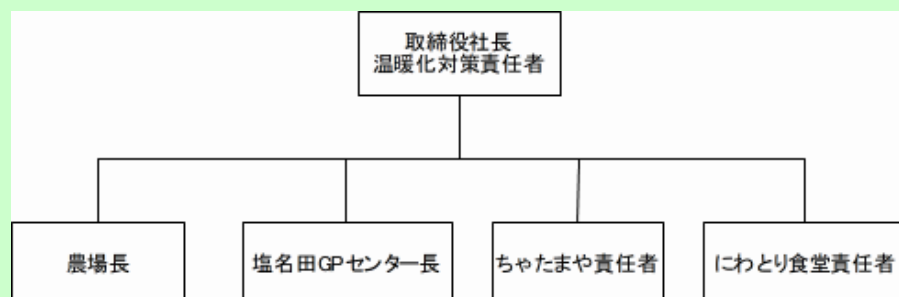 取締役社長
温暖化対策責任者
農場長
塩名田GPセンター長
ちゃたまや責任者
にわとり食堂責任者